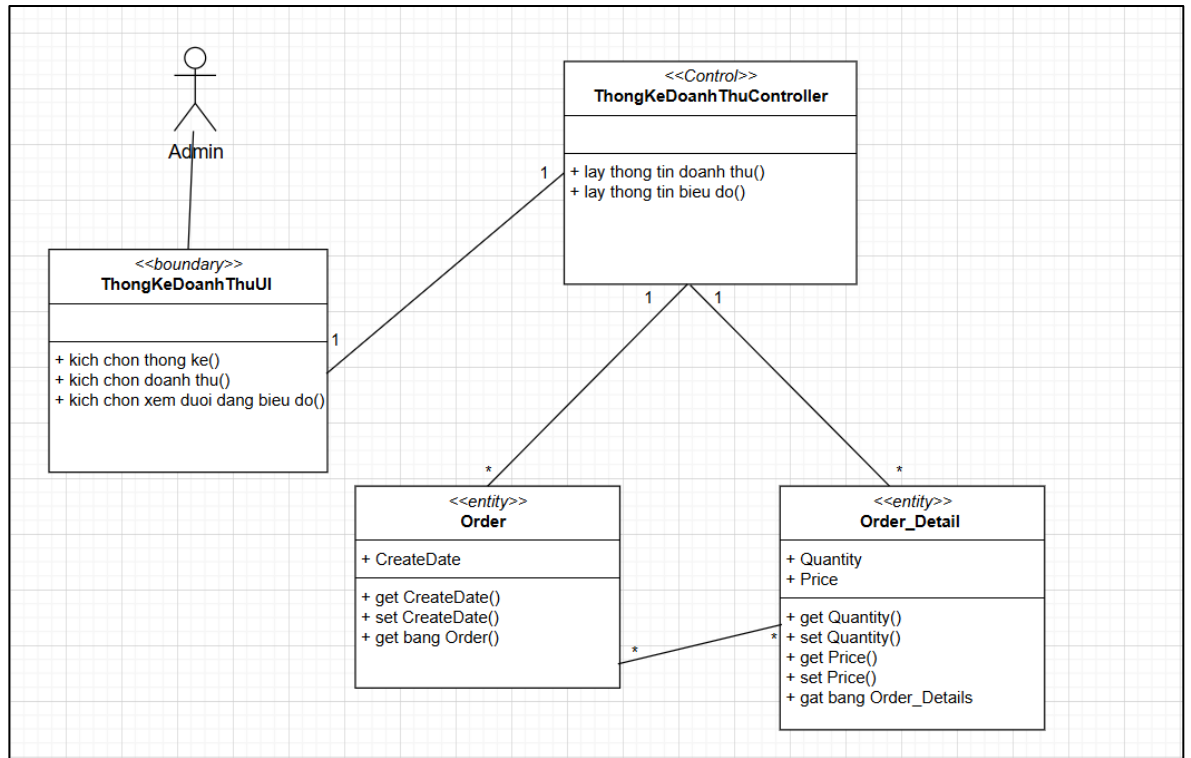 Admin
<<Control>>
ThongKeDoanhThuController
+ lay thong tin doanh thu()
+ lay thong tin bieu do()
1
1
1
1
<<boundary>>
ThongKeDoanhThuUI
+ kich chon thong ke()
+ kich chon doanh thu()
+ kich chon xem duoi dang bieu do()
*
*
<<entity>>
Order
+ CreateDate
+ get CreateDate()
+ set CreateDate()
+ get bang Order()
*
*
<<entity>>
Order_Detail
+ Quantity
+ Price
+ get Quantity()
+ set Quantity()
+ get Price()
+ set Price()
+ gat bang Order_Details